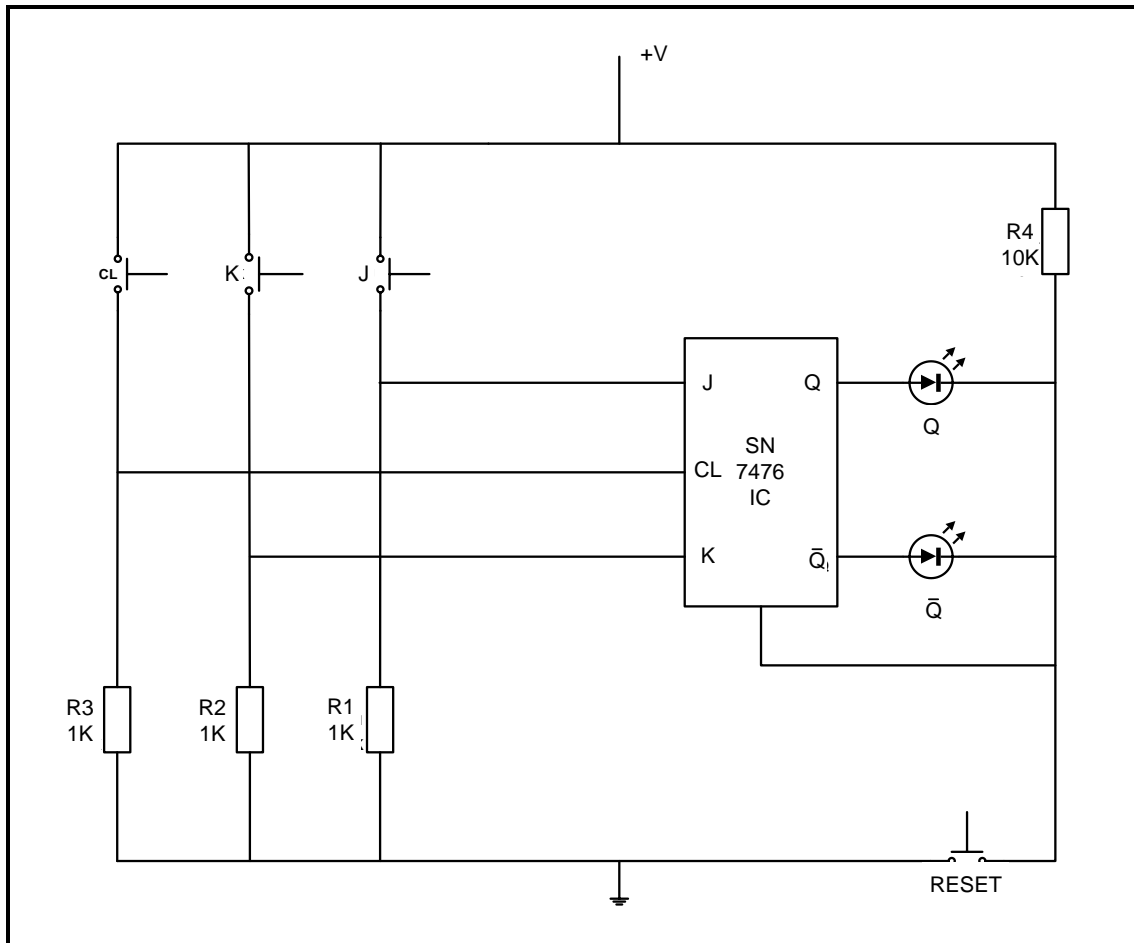 +V
R4
10K
CL
K
J
J
Q
SN
7476
IC
CL
Q
K
Q̄
Q̄
R3
1K
R2
1K
R1
1K
RESET